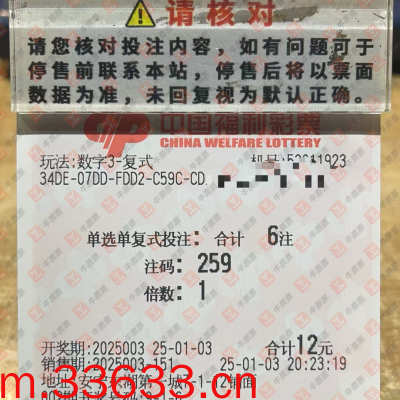 请核对
请您核对投注内容，如有问题可于
停售前联系本站，停售后将以票面
数据为准，未回复视为默认正确。
中国福利彩票
CHINA WELFARE LOTTERY
玩法:数字3-复式
34DE-07DD-FDD2-C59C-CD
单选单复式投注: 合计 6注
注码: 259
倍数: 1
开奖期:2025003 25-01-03 合计12元
销售期:2025003-151 25-01-03 20:23:19
m.33633.cn